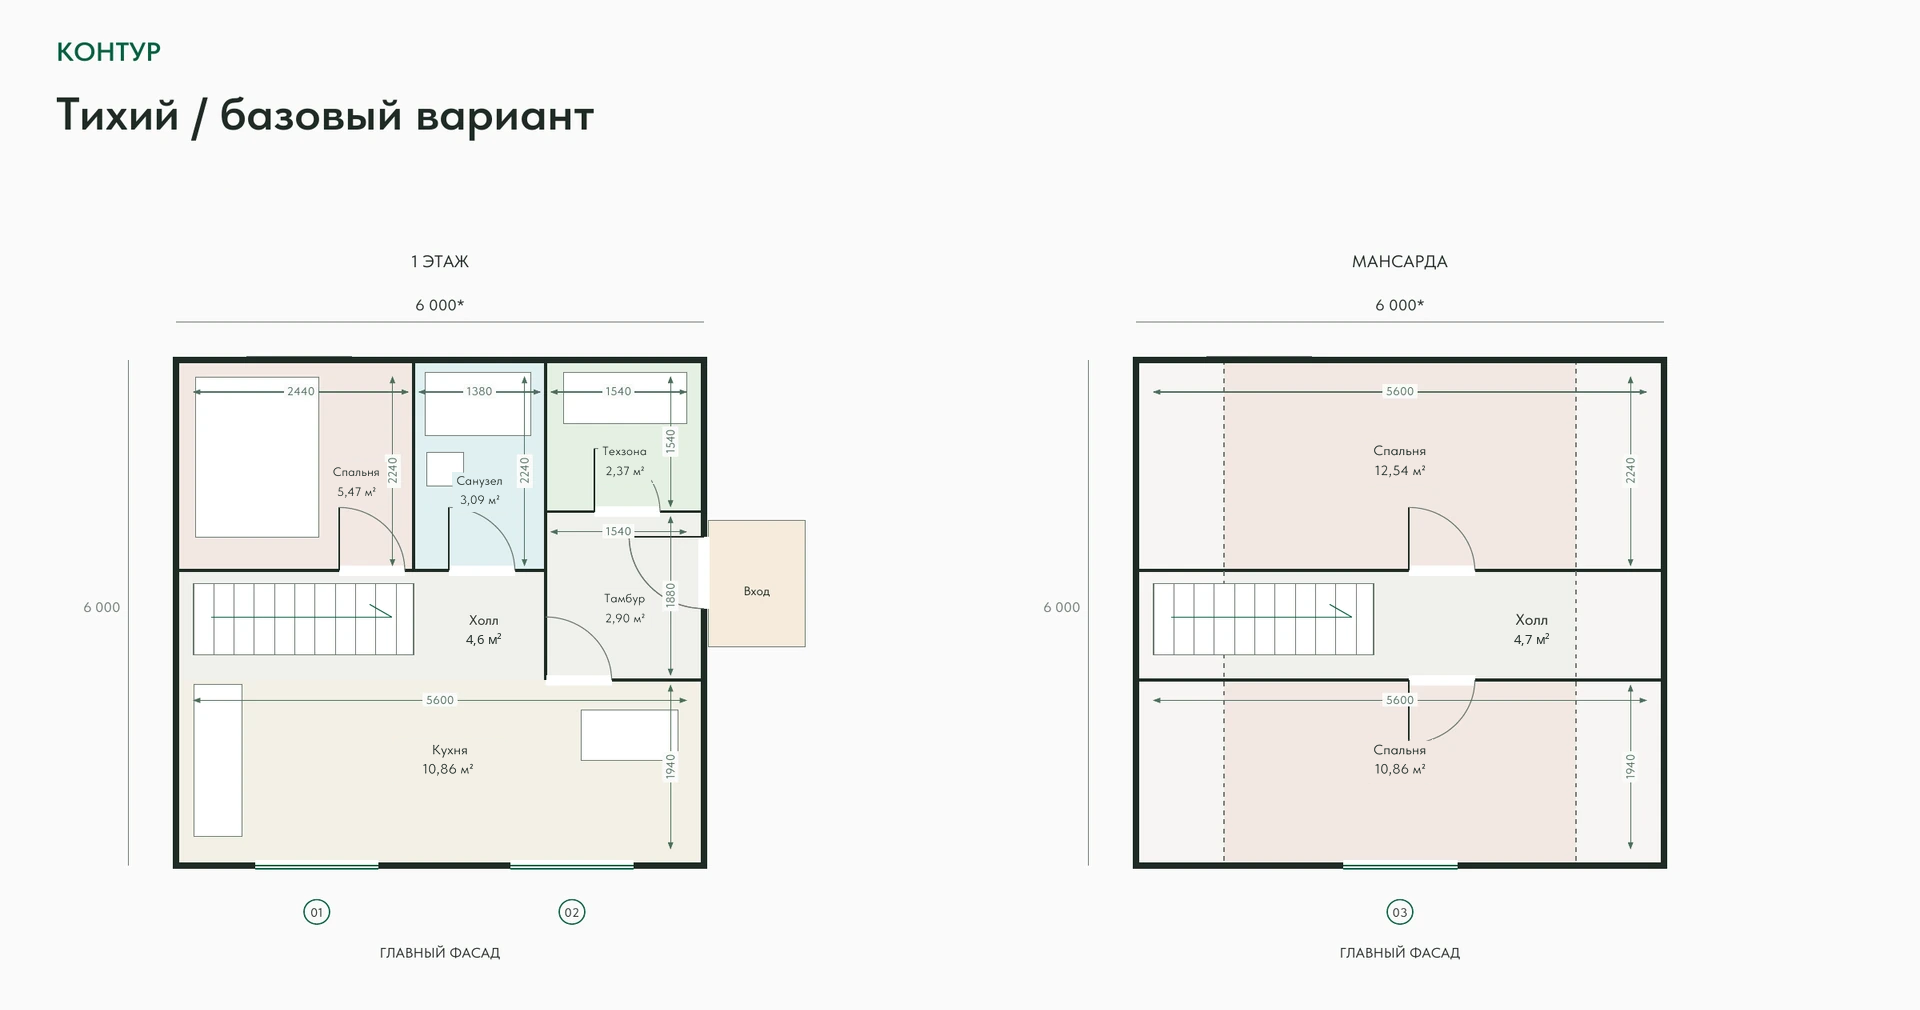 КОНТУР
Тихий / базовый вариант
1 ЭТАЖ
6 000*
6 000
2440
1380
1540
2240
2240
1540
Спальня
5,47 м²
Санузел
3,09 м²
Техзона
2,37 м²
1540
1880
Тамбур
2,90 м²
Вход
Холл
4,6 м²
5600
1940
Кухня
10,86 м²
01
02
ГЛАВНЫЙ ФАСАД
МАНСАРДА
6 000*
6 000
5600
2240
Спальня
12,54 м²
Холл
4,7 м²
5600
1940
Спальня
10,86 м²
03
ГЛАВНЫЙ ФАСАД